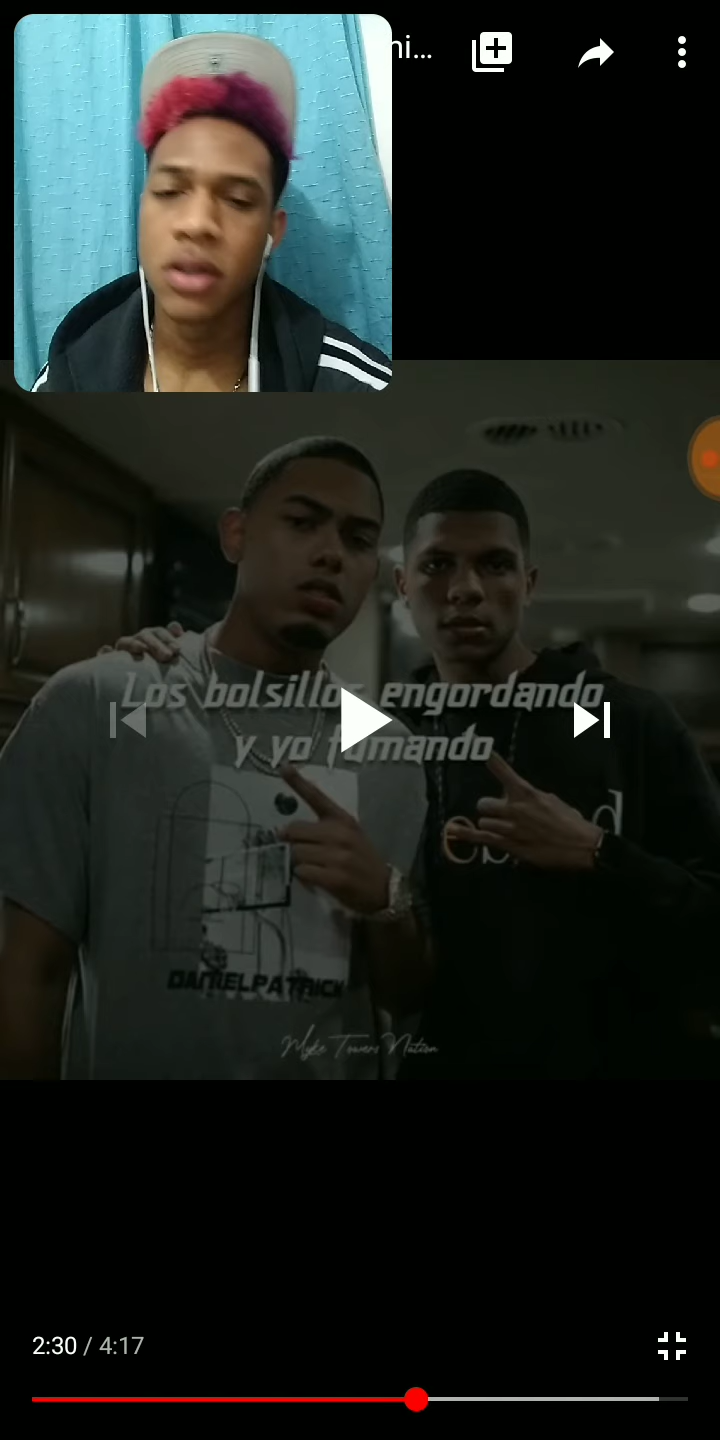 ni...
Los bolsillos engordando
y yo fumando
DANIELPATRICK
Myke Towers Nation
2:30 / 4:17